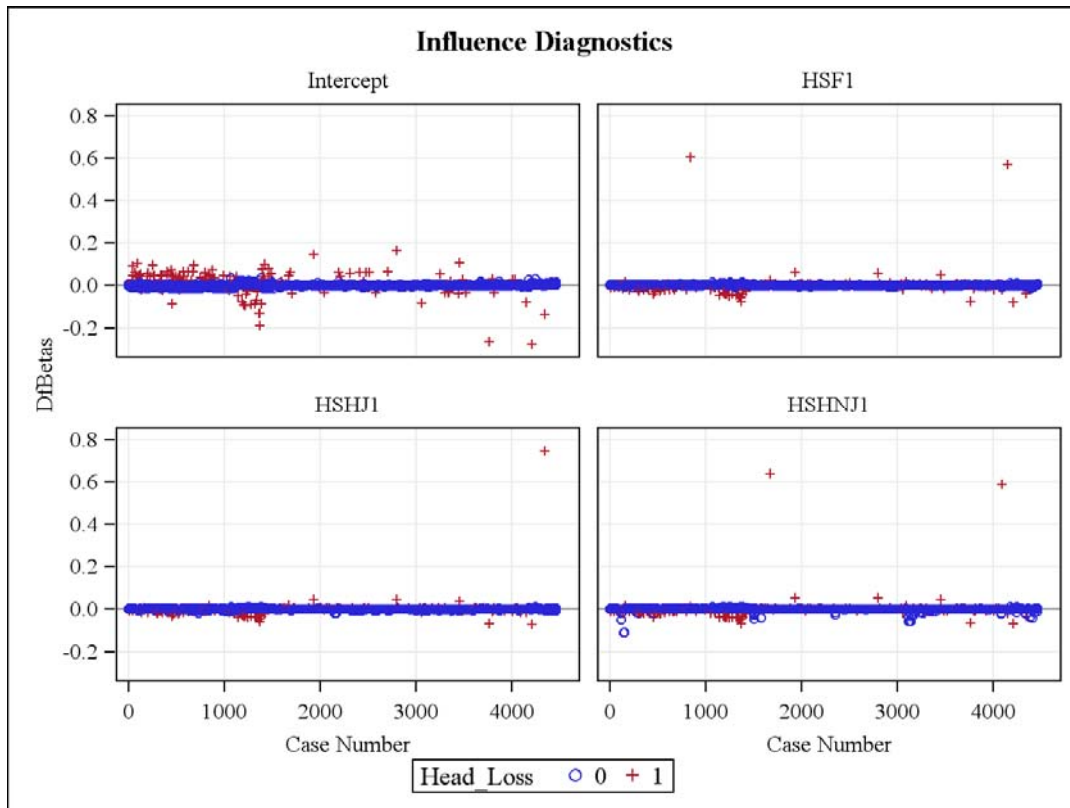 Influence Diagnostics
Intercept HSF1
0.8
0.6
0.4
0.2
0.0
-0.2
DfBetas
HSHJ1 HSHNJ1
0.8
0.6
0.4
0.2
0.0
-0.2
0 1000 2000 3000 4000 0 1000 2000 3000 4000
Case Number Case Number
Head_Loss 0 1